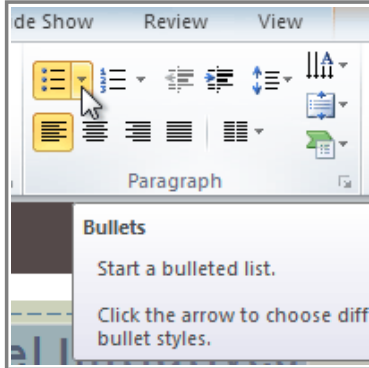 de Show Review View
Paragraph
Bullets
Start a bulleted list.
Click the arrow to choose diff
bullet styles.